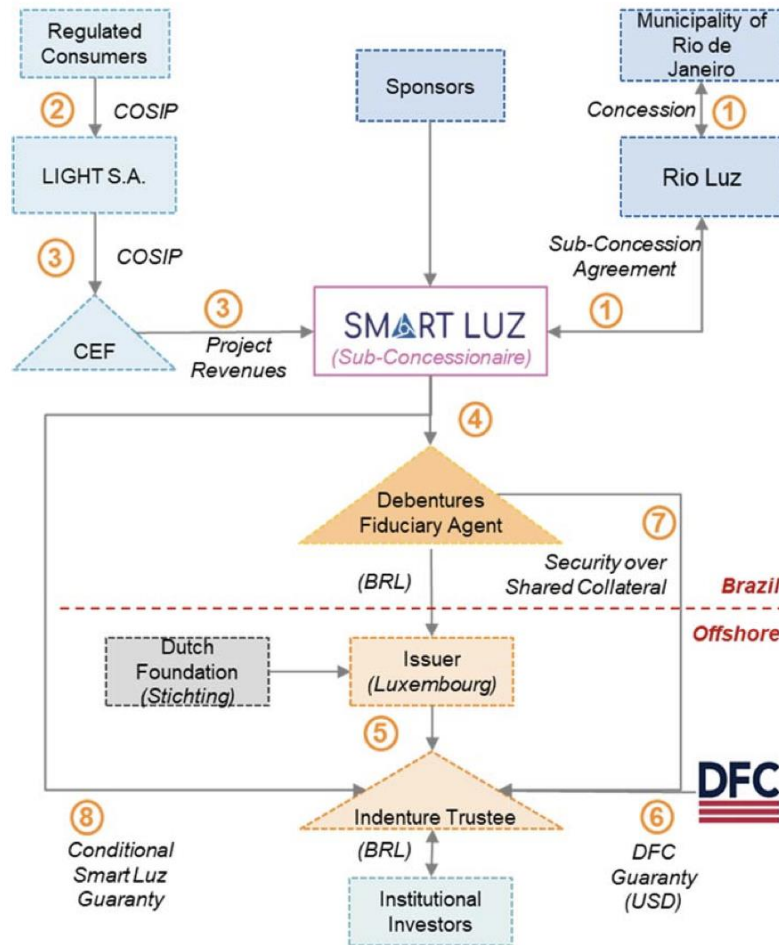 Regulated
Consumers
Municipality of
Rio de
Janeiro
Sponsors
2
COSIP
Concession
1
LIGHT S.A.
Rio Luz
3
COSIP
Sub-Concession
Agreement
3
1
CEF
Project
Revenues
SMART LUZ
(Sub-Concessionaire)
4
Debentures
Fiduciary Agent
7
(BRL)
Security over
Shared Collateral
Brazil
Offshore
Dutch
Foundation
(Stichting)
Issuer
(Luxembourg)
5
DFC
Indenture Trustee
8
6
Conditional
Smart Luz
Guaranty
(BRL)
DFC
Guaranty
(USD)
Institutional
Investors